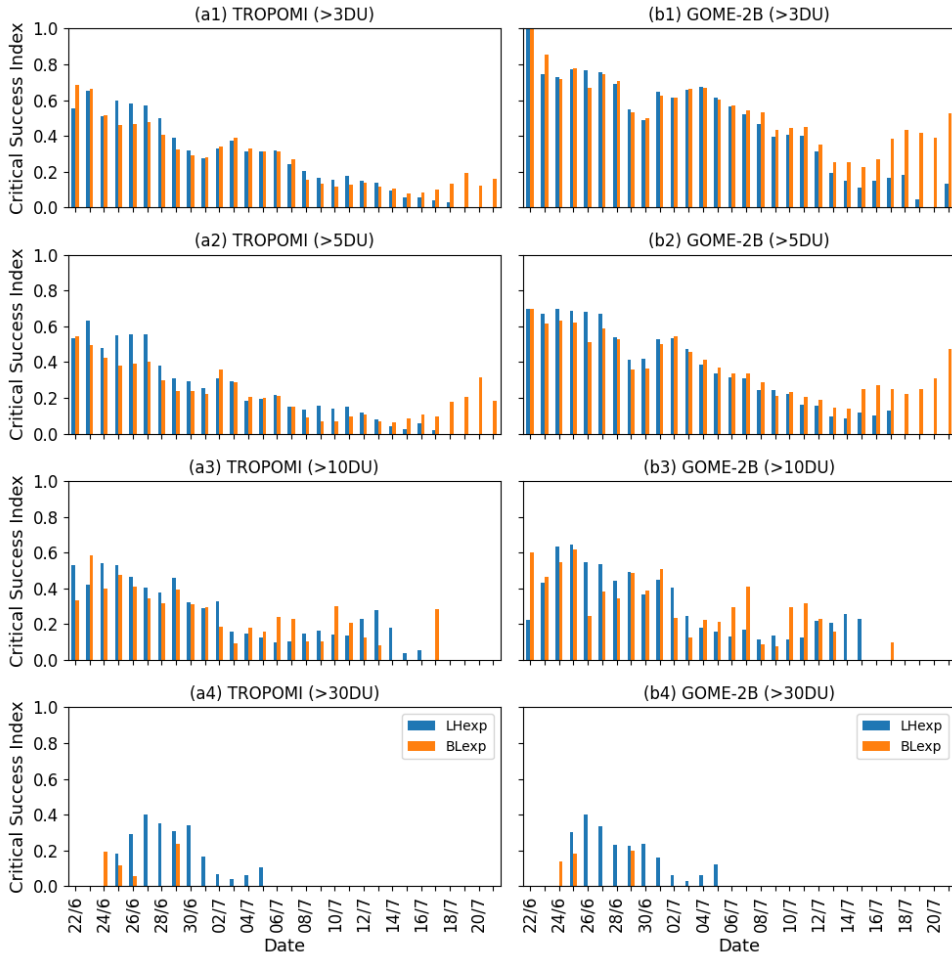 (a1) TROPOMI (>3DU)
(b1) GOME-2B (>3DU)
Critical Success Index
1.0
0.8
0.6
0.4
0.2
0.0
(a2) TROPOMI (>5DU)
(b2) GOME-2B (>5DU)
Critical Success Index
1.0
0.8
0.6
0.4
0.2
0.0
(a3) TROPOMI (>10DU)
(b3) GOME-2B (>10DU)
Critical Success Index
1.0
0.8
0.6
0.4
0.2
0.0
(a4) TROPOMI (>30DU)
(b4) GOME-2B (>30DU)
Critical Success Index
1.0
0.8
0.6
0.4
0.2
0.0
LHexp
BLexp
LHexp
BLexp
22/6 24/6 26/6 28/6 30/6 02/7 04/7 06/7 08/7 10/7 12/7 14/7 16/7 18/7 20/7
22/6 24/6 26/6 28/6 30/6 02/7 04/7 06/7 08/7 10/7 12/7 14/7 16/7 18/7 20/7
Date
Date